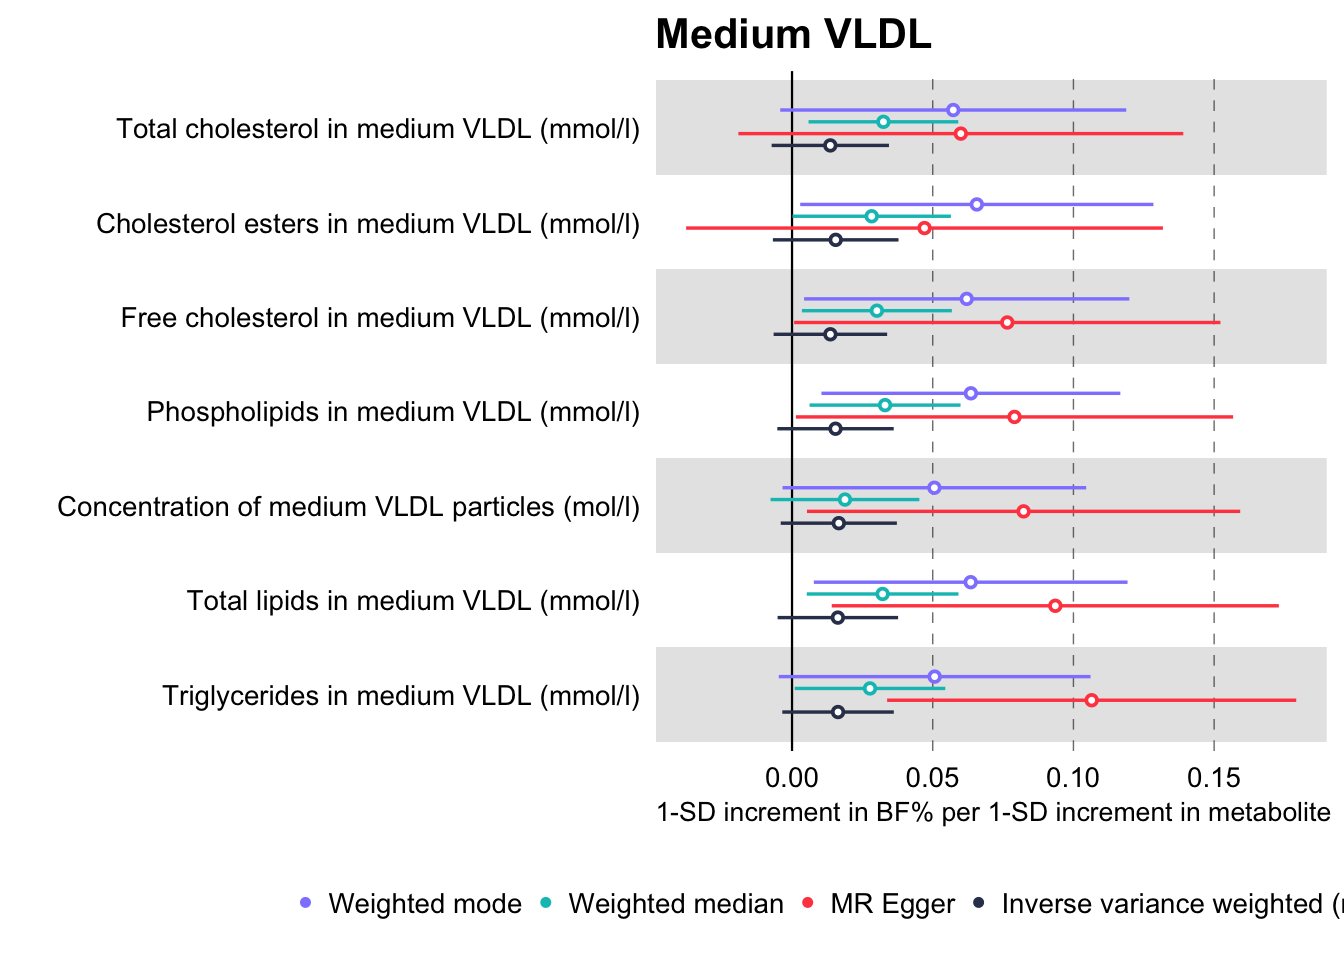 Medium VLDL
Total cholesterol in medium VLDL (mmol/l)
Cholesterol esters in medium VLDL (mmol/l)
Free cholesterol in medium VLDL (mmol/l)
Phospholipids in medium VLDL (mmol/l)
Concentration of medium VLDL particles (mol/l)
Total lipids in medium VLDL (mmol/l)
Triglycerides in medium VLDL (mmol/l)
0.00 0.05 0.10 0.15
1-SD increment in BF% per 1-SD increment in metabolite
Weighted mode Weighted median MR Egger Inverse variance weighted